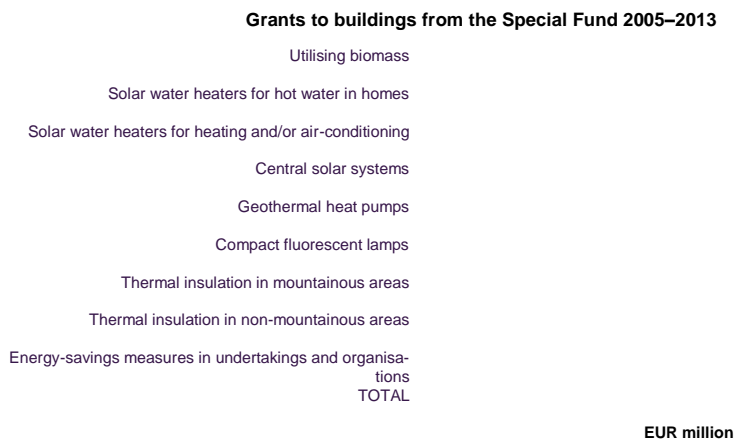 Grants to buildings from the Special Fund 2005–2013
Utilising biomass
Solar water heaters for hot water in homes
Solar water heaters for heating and/or air-conditioning
Central solar systems
Geothermal heat pumps
Compact fluorescent lamps
Thermal insulation in mountainous areas
Thermal insulation in non-mountainous areas
Energy-savings measures in undertakings and organisa-
tions
TOTAL
EUR million